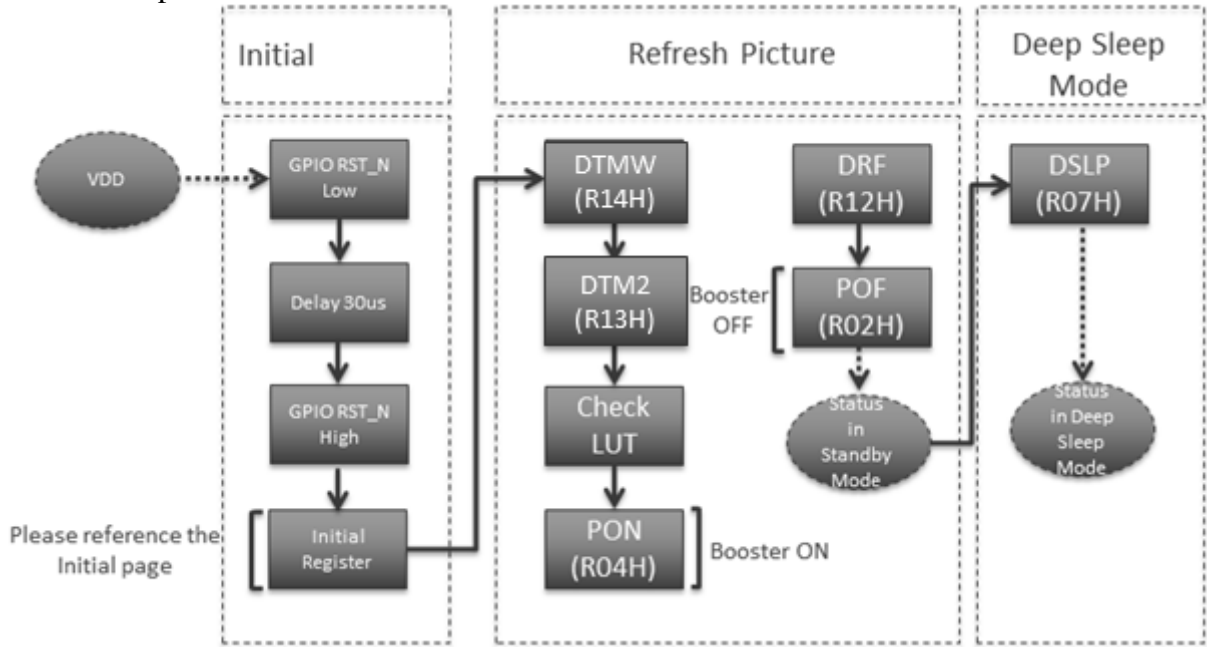 Initial
Refresh Picture
Deep Sleep
Mode
VDD
GPIO RST_N
Low
Delay 30us
GPIO RST_N
High
Please reference the
Initial page
Initial
Register
DTMW
(R14H)
DTM2
(R13H)
Check
LUT
PON
(R04H)
Booster ON
DRF
(R12H)
Booster
OFF
POF
(R02H)
Status
in
Standby
Mode
DSLP
(R07H)
Status
in Deep
Sleep
Mode